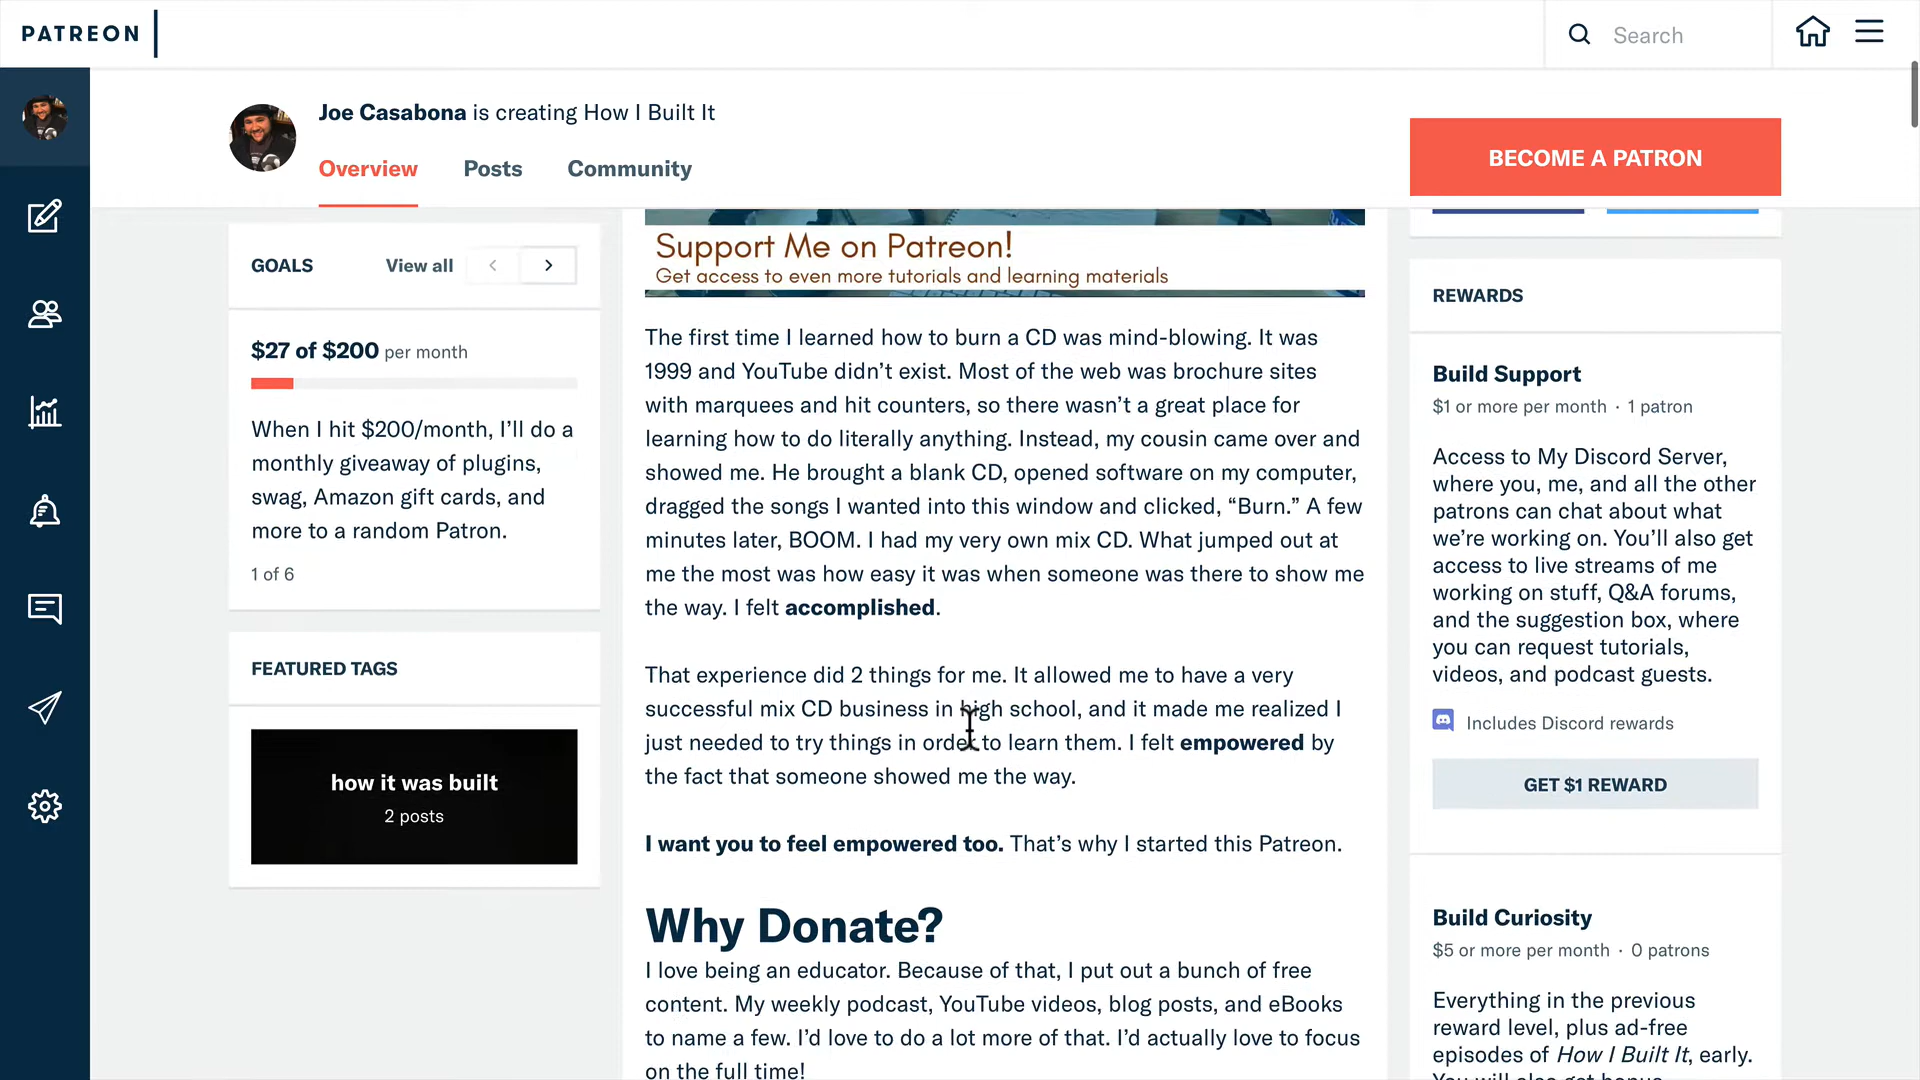 PATREON
Search
Joe Casabona is creating How I Built It
Overview
Posts
Community
BECOME A PATRON
GOALS
View all
$27 of $200 per month
When I hit $200/month, I’ll do a
monthly giveaway of plugins,
swag, Amazon gift cards, and
more to a random Patron.
1 of 6
FEATURED TAGS
how it was built
2 posts
Support Me on Patreon!
Get access to even more tutorials and learning materials
The first time I learned how to burn a CD was mind-blowing. It was
1999 and YouTube didn’t exist. Most of the web was brochure sites
with marquees and hit counters, so there wasn’t a great place for
learning how to do literally anything. Instead, my cousin came over and
showed me. He brought a blank CD, opened software on my computer,
dragged the songs I wanted into this window and clicked, “Burn.” A few
minutes later, BOOM. I had my very own mix CD. What jumped out at
me the most was how easy it was when someone was there to show me
the way. I felt accomplished.
That experience did 2 things for me. It allowed me to have a very
successful mix CD business in high school, and it made me realized I
just needed to try things in order to learn them. I felt empowered by
the fact that someone showed me the way.
I want you to feel empowered too. That’s why I started this Patreon.
Why Donate?
I love being an educator. Because of that, I put out a bunch of free
content. My weekly podcast, YouTube videos, blog posts, and eBooks
to name a few. I’d love to do a lot more of that. I’d actually love to focus
on the full time!
REWARDS
Build Support
$1 or more per month · 1 patron
Access to My Discord Server,
where you, me, and all the other
patrons can chat about what
we’re working on. You’ll also get
access to live streams of me
working on stuff, Q&A forums,
and the suggestion box, where
you can request tutorials,
videos, and podcast guests.
Includes Discord rewards
GET $1 REWARD
Build Curiosity
$5 or more per month · 0 patrons
Everything in the previous
reward level, plus ad-free
episodes of How I Built It, early.
You will also get bonus